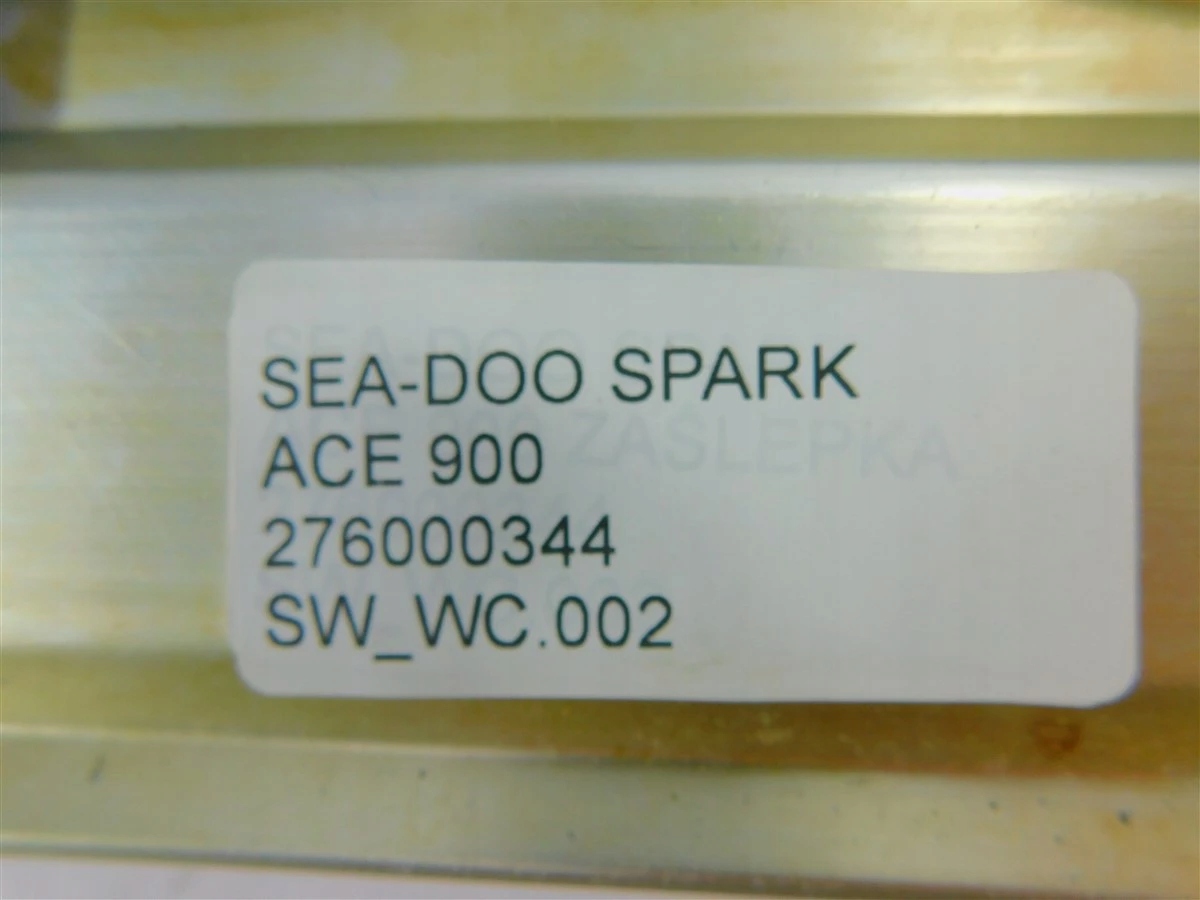 SEA-DOO SPARK
ACE 900
276000344
SW_WC.002